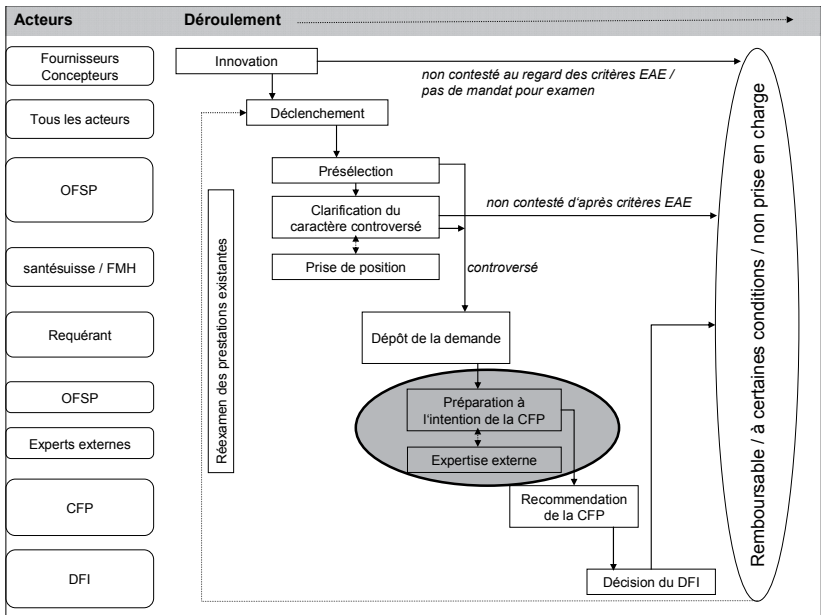 Acteurs
Déroulement
Fournisseurs
Concepteurs
Innovation
non contesté au regard des critères EAE /
pas de mandat pour examen
Tous les acteurs
Déclenchement
OFSP
Présélection
Clarification du
caractère controversé
non contesté d'après critères EAE
santésuisse / FMH
Prise de position
controversé
Requérant
Dépôt de la demande
OFSP
Préparation à
l'intention de la CFP
Experts externes
Expertise externe
CFP
Recommendation
de la CFP
DFI
Décision du DFI
Réexamen des prestations existantes
Remboursable / à certaines conditions / non prise en charge